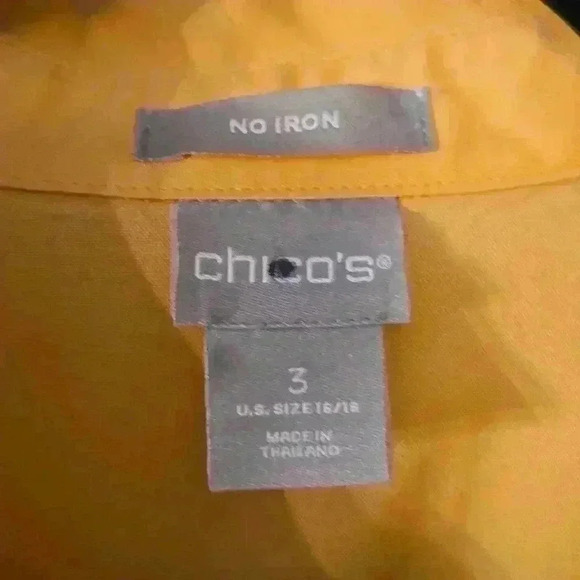 NO IRON
chico's®
3
U.S. SIZE 16/18
MADE IN
THAILAND